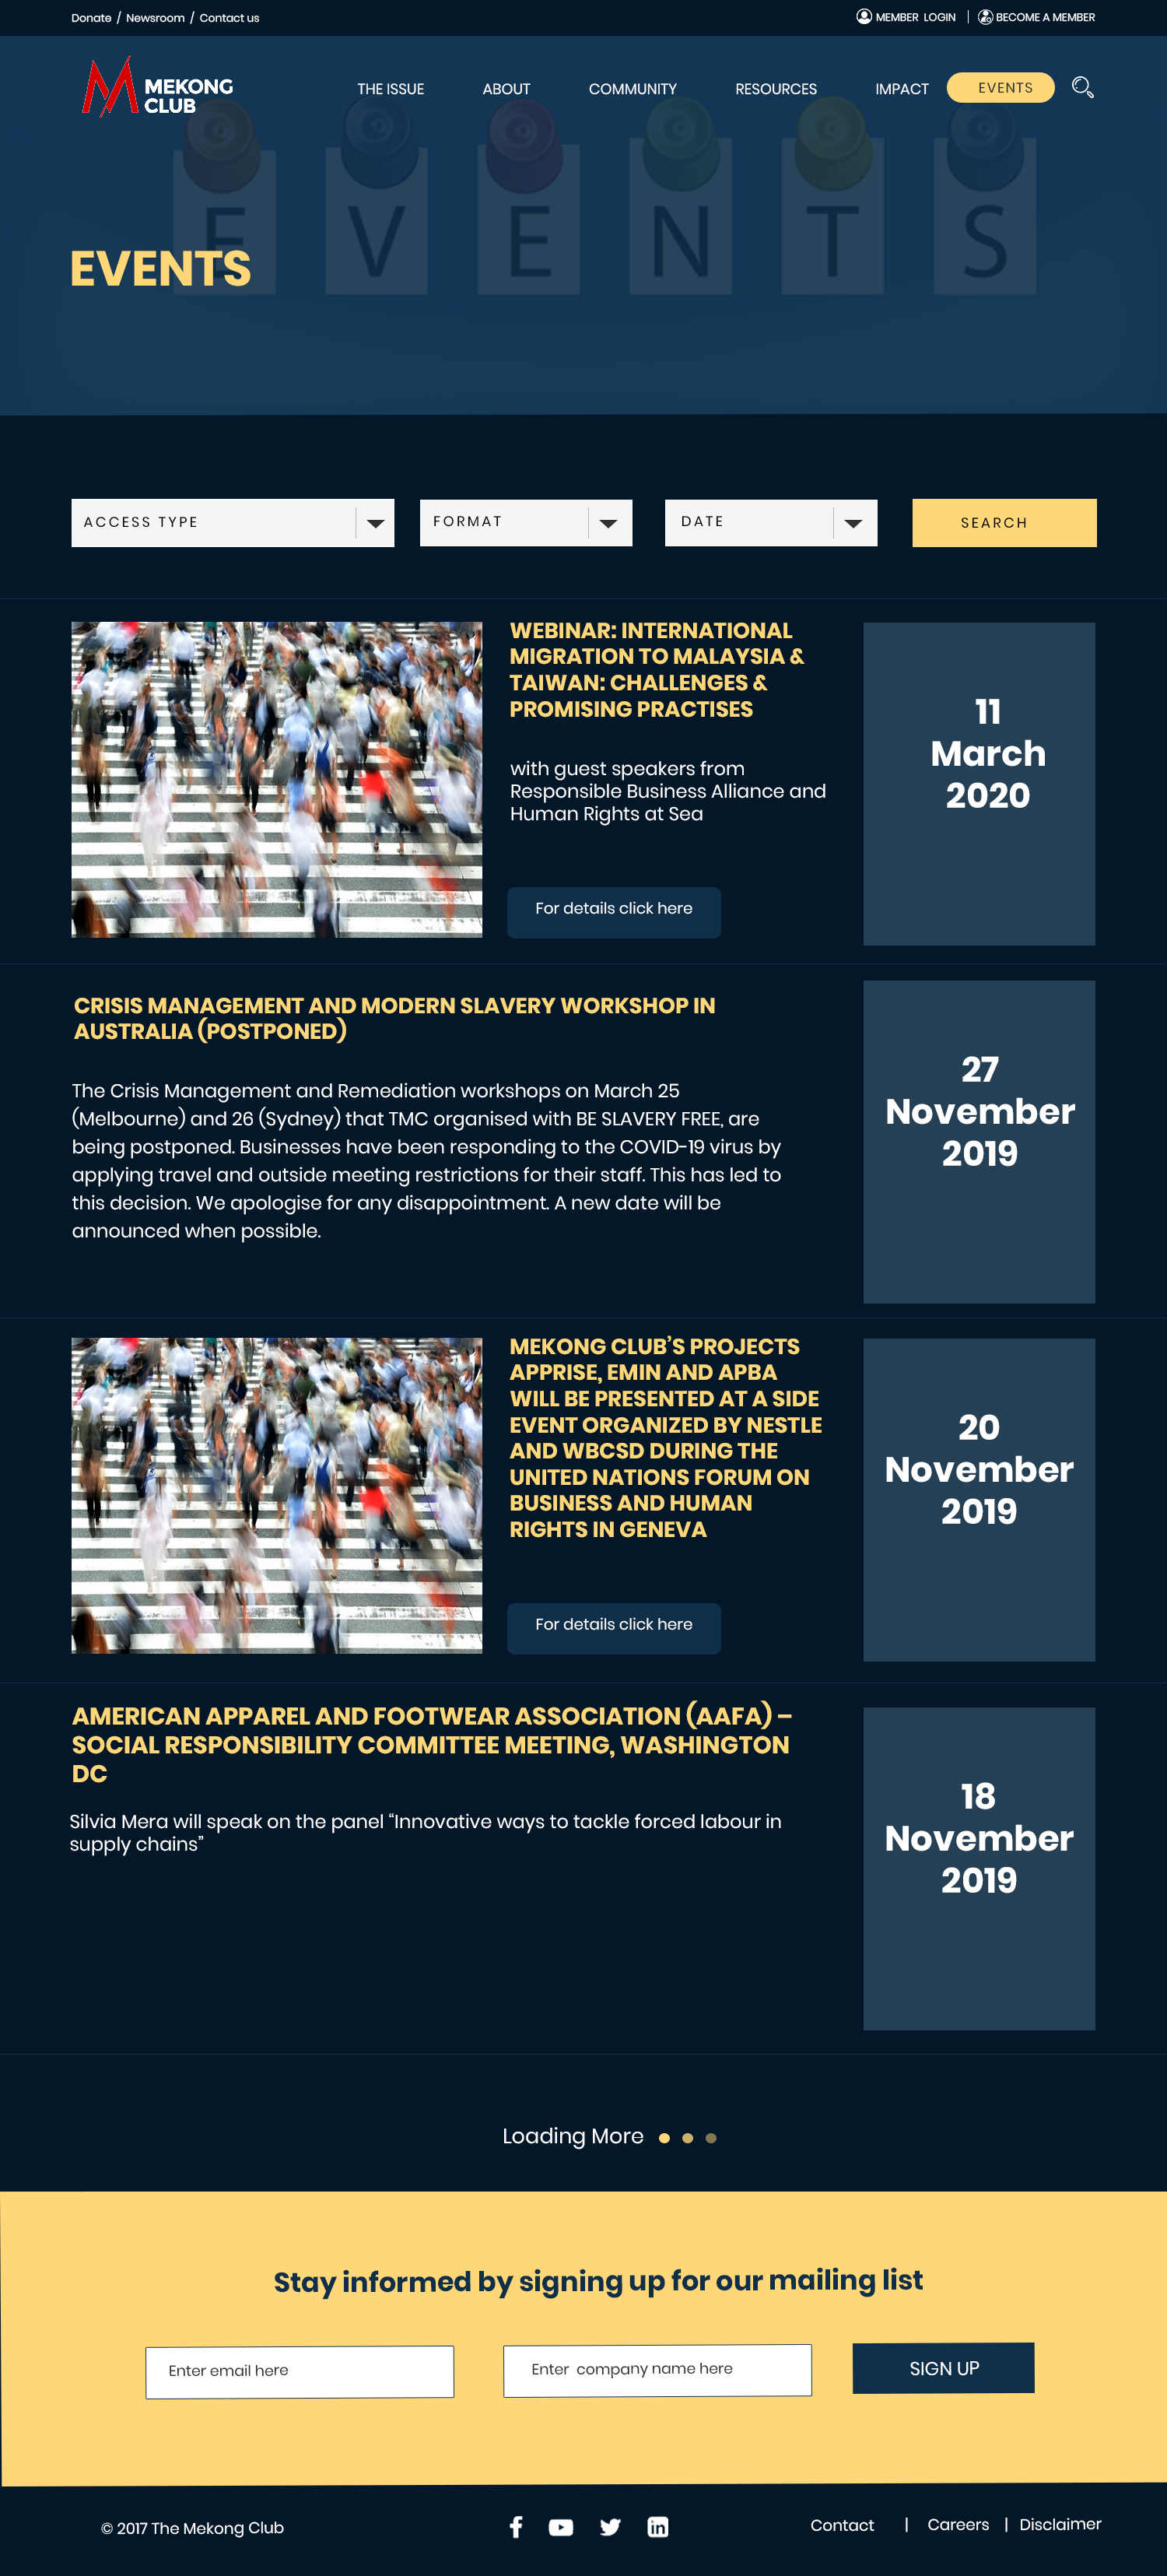 Donate / Newsroom / Contact us
MEMBER LOGIN | BECOME A MEMBER
MEKONG
CLUB
THE ISSUE ABOUT COMMUNITY RESOURCES IMPACT EVENTS
E V E N T S
EVENTS
ACCESS TYPE FORMAT DATE SEARCH
WEBINAR: INTERNATIONAL
MIGRATION TO MALAYSIA &
TAIWAN: CHALLENGES &
PROMISING PRACTISES
with guest speakers from
Responsible Business Alliance and
Human Rights at Sea
For details click here
11
March
2020
CRISIS MANAGEMENT AND MODERN SLAVERY WORKSHOP IN
AUSTRALIA (POSTPONED)
The Crisis Management and Remediation workshops on March 25
(Melbourne) and 26 (Sydney) that TMC organised with BE SLAVERY FREE, are
being postponed. Businesses have been responding to the COVID-19 virus by
applying travel and outside meeting restrictions for their staff. This has led to
this decision. We apologise for any disappointment. A new date will be
announced when possible.
27
November
2019
MEKONG CLUB’S PROJECTS
APPRISE, EMIN AND APBA
WILL BE PRESENTED AT A SIDE
EVENT ORGANIZED BY NESTLE
AND WBCSD DURING THE
UNITED NATIONS FORUM ON
BUSINESS AND HUMAN
RIGHTS IN GENEVA
For details click here
20
November
2019
AMERICAN APPAREL AND FOOTWEAR ASSOCIATION (AAFA) –
SOCIAL RESPONSIBILITY COMMITTEE MEETING, WASHINGTON
DC
Silvia Mera will speak on the panel “Innovative ways to tackle forced labour in
supply chains”
18
November
2019
Loading More
Stay informed by signing up for our mailing list
Enter email here Enter company name here SIGN UP
© 2017 The Mekong Club
Contact | Careers | Disclaimer